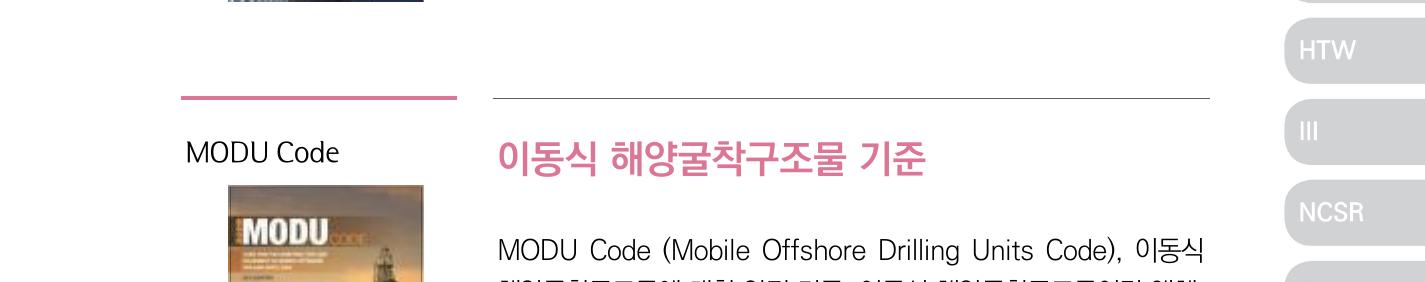 HTW
III
MODU Code
이동식 해양굴착구조물 기준
MODU
CODE
NCSR
MODU Code (Mobile Offshore Drilling Units Code), 이동식